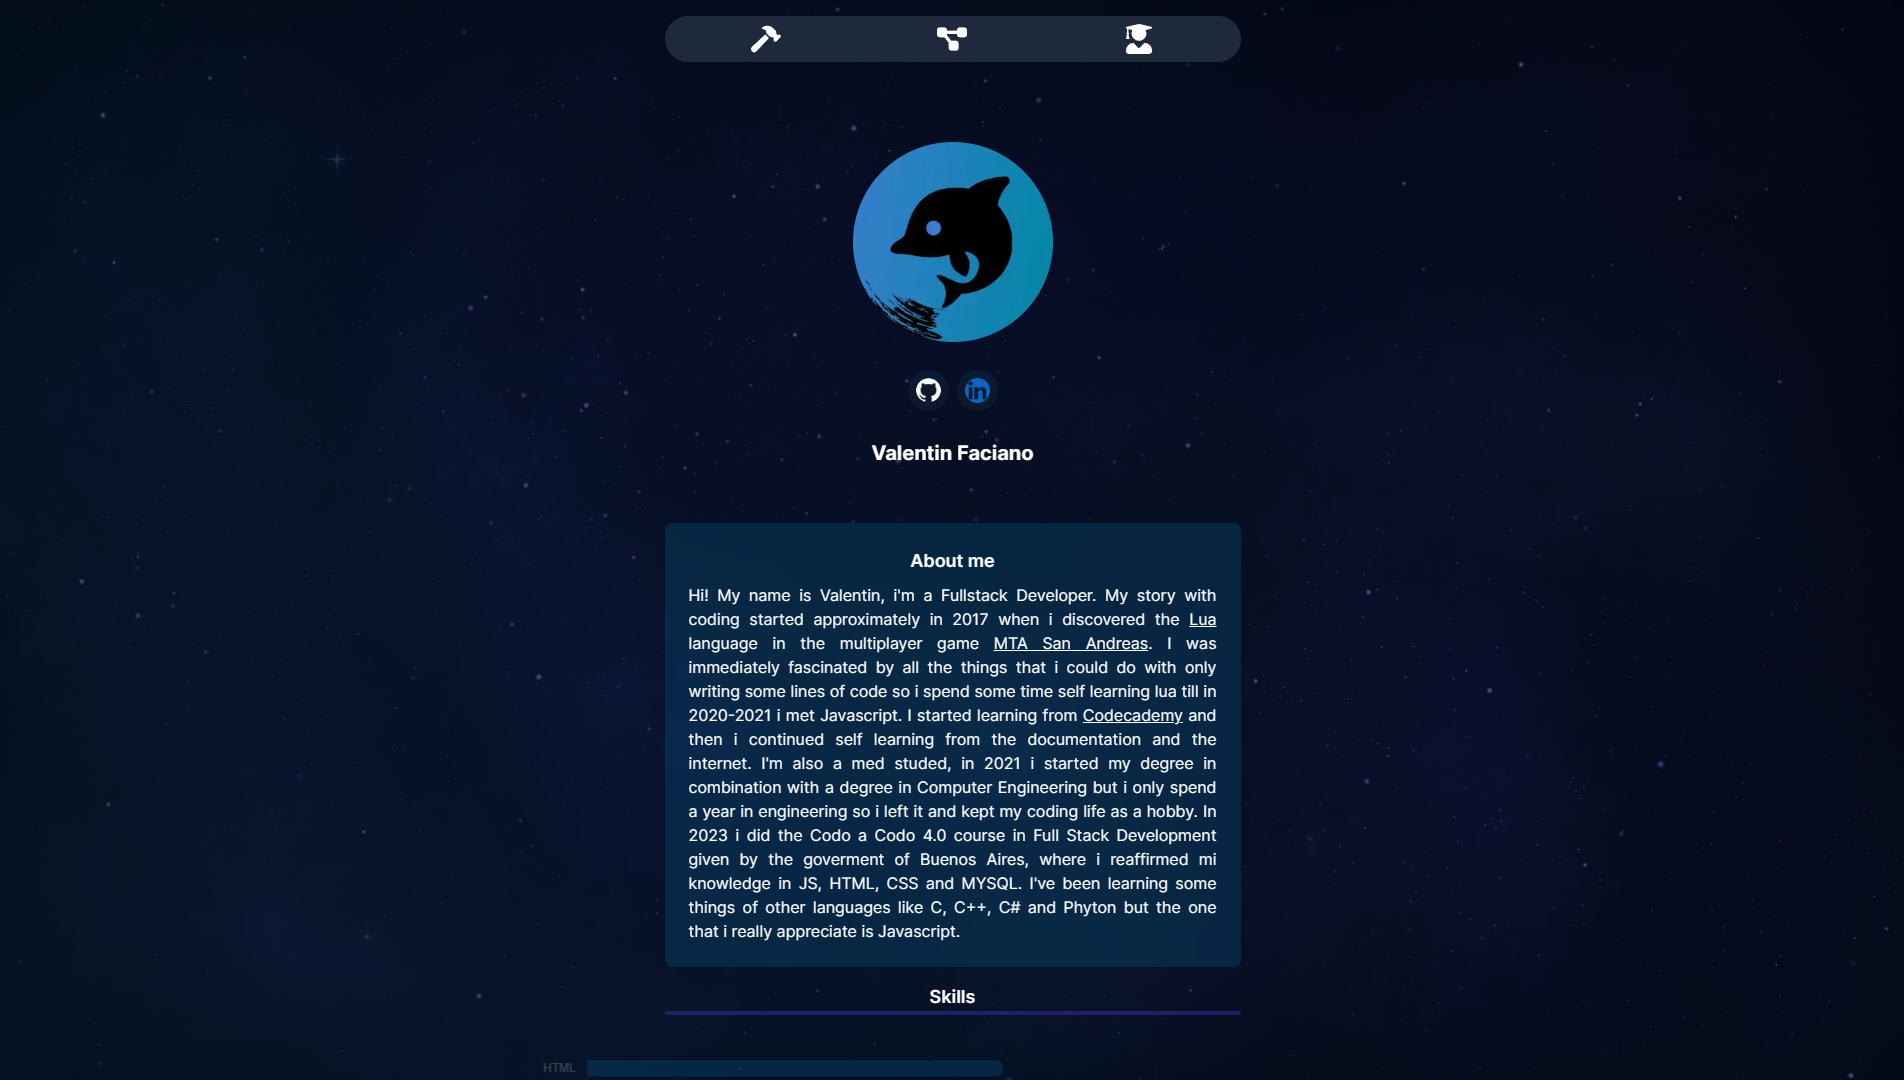 Valentin Faciano
About me
Hi! My name is Valentin, i'm a Fullstack Developer. My story with
coding started approximately in 2017 when i discovered the Lua
language in the multiplayer game MTA San Andreas. I was
immediately fascinated by all the things that i could do with only
writing some lines of code so i spend some time self learning lua till in
2020-2021 i met Javascript. I started learning from Codecademy and
then i continued self learning from the documentation and the
internet. I'm also a med studed, in 2021 i started my degree in
combination with a degree in Computer Engineering but i only spend
a year in engineering so i left it and kept my coding life as a hobby. In
2023 i did the Codo a Codo 4.0 course in Full Stack Development
given by the goverment of Buenos Aires, where i reaffirmed mi
knowledge in JS, HTML, CSS and MYSQL. I've been learning some
things of other languages like C, C++, C# and Phyton but the one
that i really appreciate is Javascript.
Skills
HTML